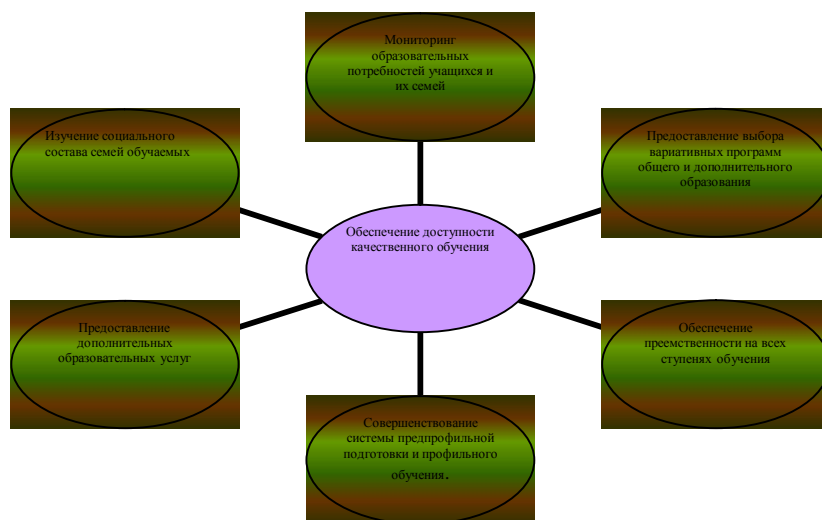 Мониторинг
образовательных
потребностей учащихся и
их семей
Изучение социального
состава семей обучаемых
Предоставление выбора
вариативных программ
общего и дополнительного
образования
Обеспечение доступности
качественного обучения
Предоставление
дополнительных
образовательных услуг
Обеспечение
преемственности на всех
ступенях обучения
Совершенствование
системы предпрофильной
подготовки и профильного
обучения.